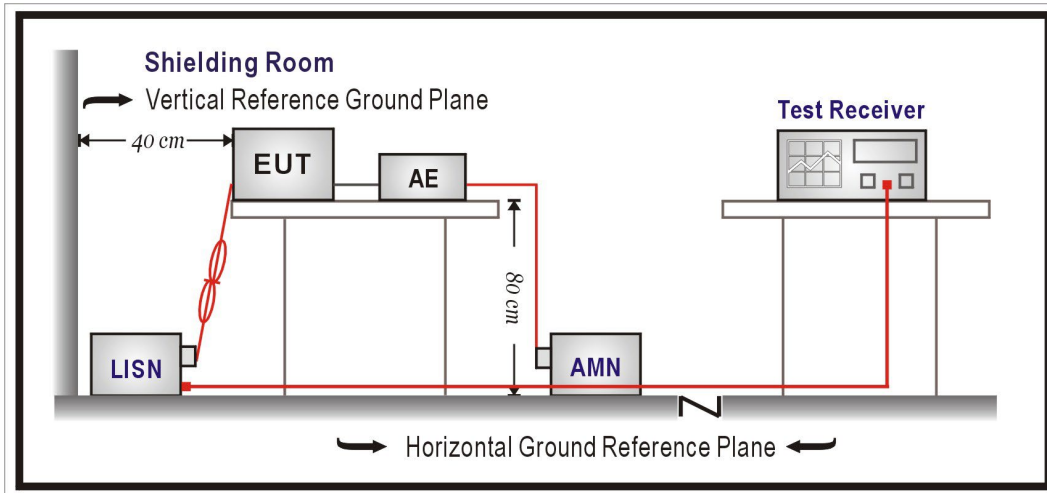 Shielding Room
Vertical Reference Ground Plane
Test Receiver
40 cm
EUT
AE
80 cm
LISN
AMN
Horizontal Ground Reference Plane